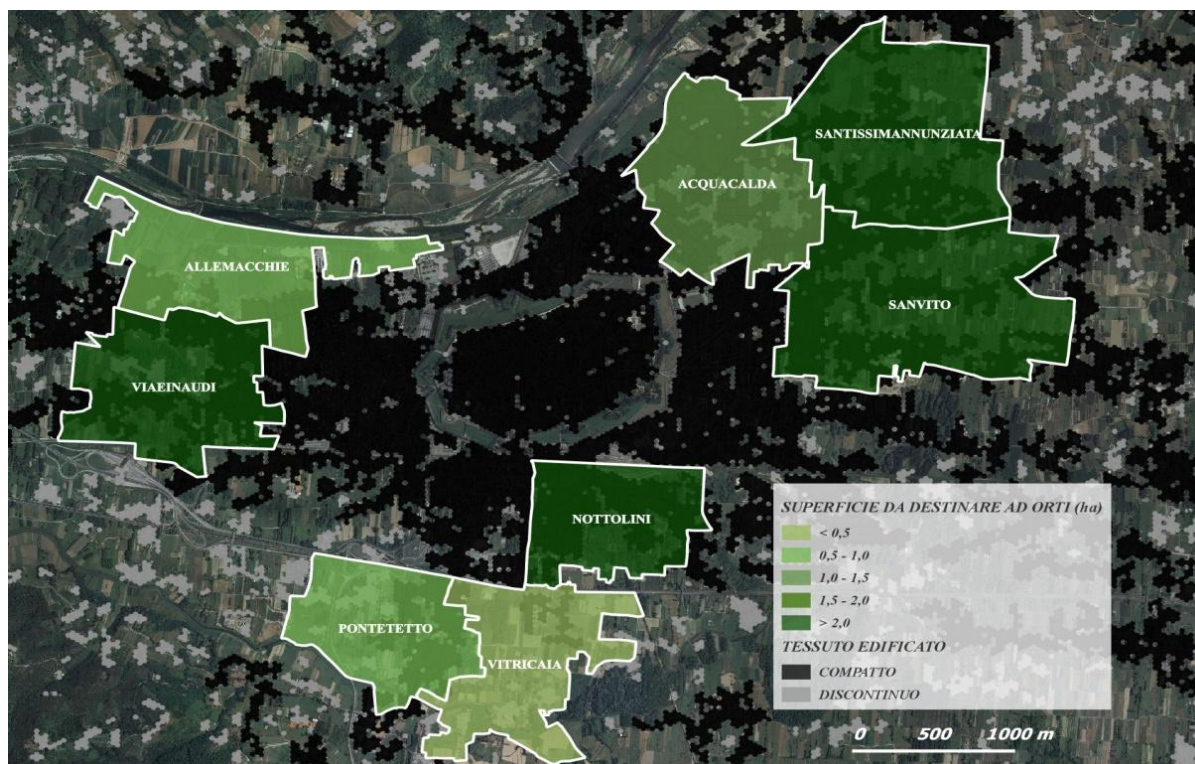 SANTISSIMANNUNZIATA
ACQUACALDA
ALLEMACCHIE
SANVITO
VIAEINAUDI
NOTTOLINI
PONTETETTO
VITRICAIA
SUPERFICIE DA DESTINARE AD ORTI (ha)
< 0,5
0,5 - 1,0
1,0 - 1,5
1,5 - 2,0
> 2,0
TESSUTO EDIFICATO
COMPATTO
DISCONTINUO
0 500 1000 m